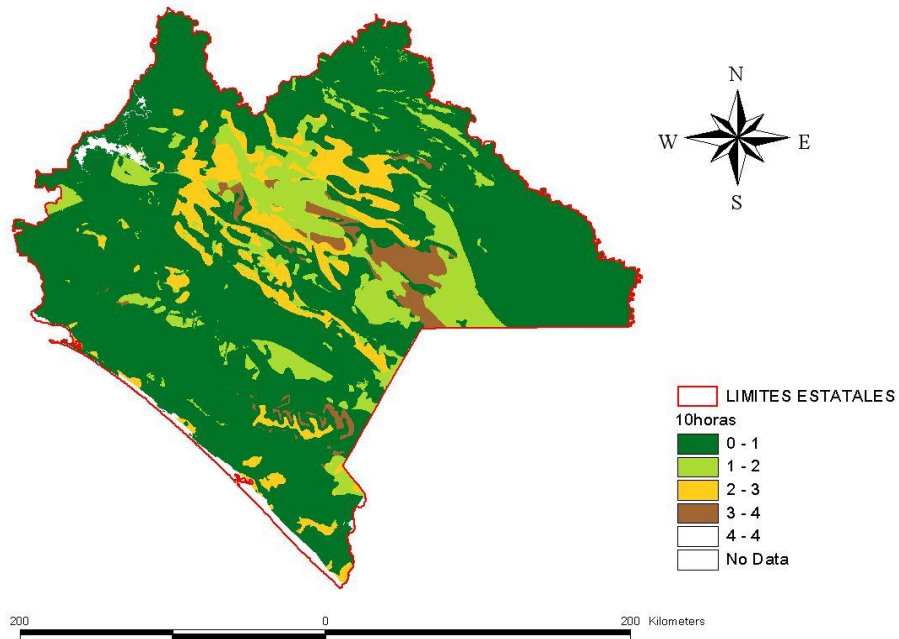 N
W E
S
LIMITES ESTATALES
10horas
0 - 1
1 - 2
2 - 3
3 - 4
4 - 4
No Data
200 0 200 Kilometers